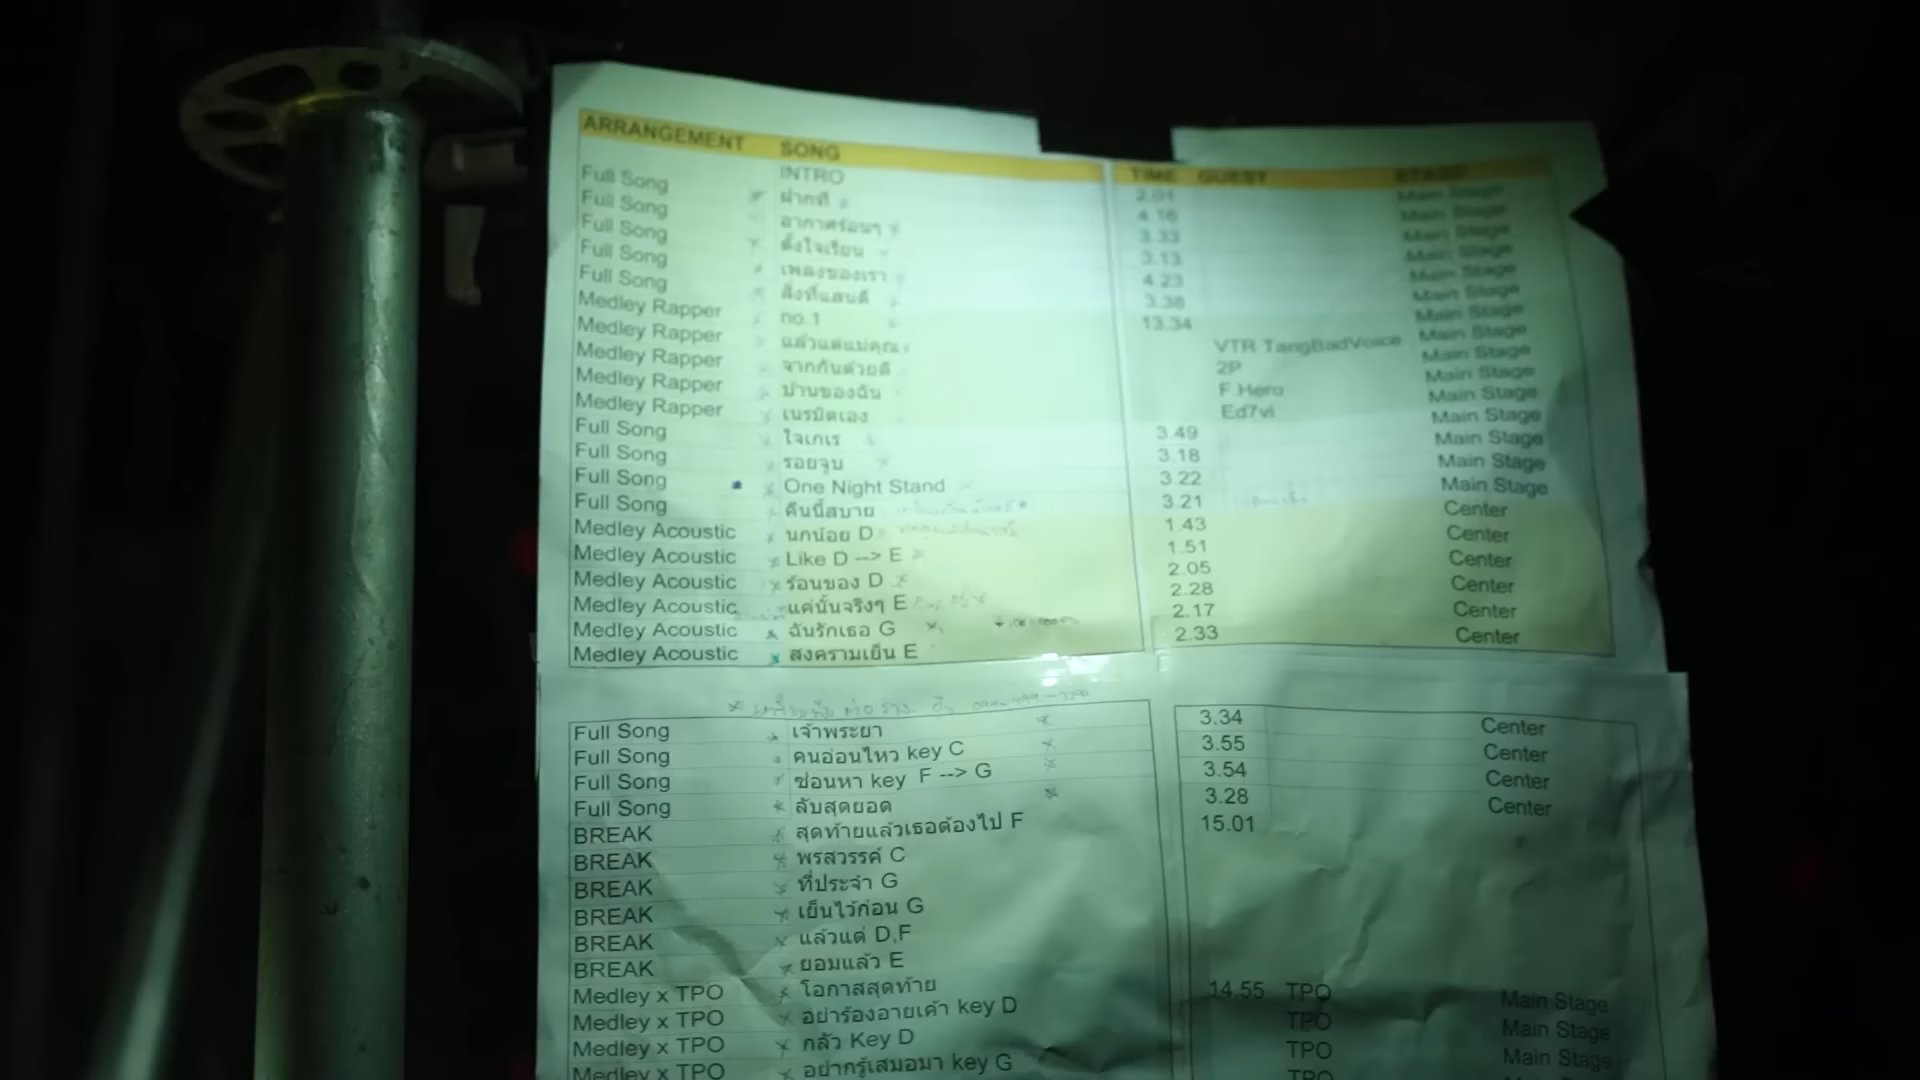 ARRANGEMENT SONG TIME GUEST STAGE
INTRO 2.01 Main Stage
Full Song ฝากที 4.16 Main Stage
Full Song อากาศร้อนๆ 3.33 Main Stage
Full Song ตั้งใจเรียน 3.13 Main Stage
Full Song เพลงของเรา 4.23 Main Stage
Full Song สิ่งที่แสนดี 3.38 Main Stage
Medley Rapper no.1 13.34 Main Stage
Medley Rapper แล้วแต่แม่คุณ VTR TangBadVoice Main Stage
Medley Rapper จากกันด้วยดี 2P Main Stage
Medley Rapper บ้านของฉัน F.Hero Main Stage
Medley Rapper เนรมิตเอง Ed7vi Main Stage
Full Song ใจเกเร 3.49 Main Stage
Full Song รอยจูบ 3.18 Main Stage
Full Song One Night Stand 3.22 Main Stage
Full Song คืนนี้สบาย 3.21 Center
Medley Acoustic นกน้อย D 1.43 Center
Medley Acoustic Like D --> E 1.51 Center
Medley Acoustic ร้อนของ D 2.05 Center
Medley Acoustic แค่นั้นจริงๆ E 2.28 Center
Medley Acoustic ฉันรักเธอ G 2.17 Center
Medley Acoustic สงครามเย็น E 2.33 Center
Full Song เจ้าพระยา 3.34 Center
Full Song คนอ่อนไหว key C 3.55 Center
Full Song ซ่อนหา key F --> G 3.54 Center
Full Song ลับสุดยอด 3.28 Center
BREAK สุดท้ายแล้วเธอต้องไป F 15.01
BREAK พรสวรรค์ C
BREAK ที่ประจำ G
BREAK เย็นไว้ก่อน G
BREAK แล้วแต่ D,F
BREAK ยอมแล้ว E
Medley x TPO โอกาสสุดท้าย 14.55 TPO Main Stage
Medley x TPO อย่าร้องอายเค้า key D TPO Main Stage
Medley x TPO กลัว Key D TPO Main Stage
Medley x TPO อย่ากรู้เสมอมา key G TPO